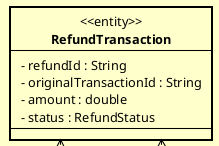 <<entity>>
RefundTransaction
- refundId : String
- originalTransactionId : String
- amount : double
- status : RefundStatus